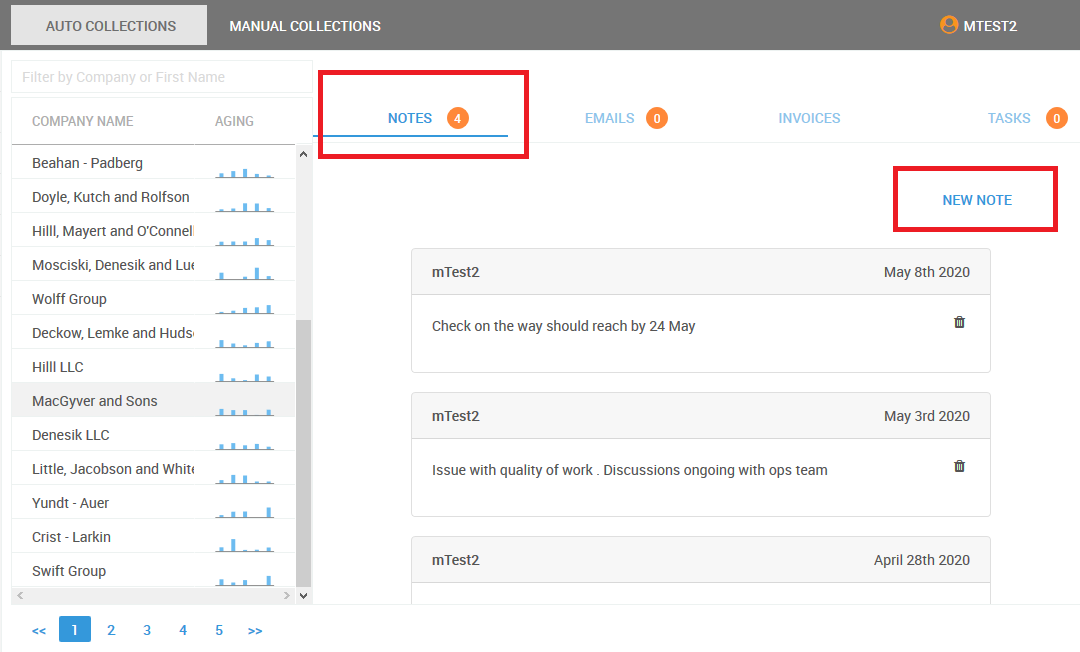 AUTO COLLECTIONS MANUAL COLLECTIONS MTEST2
Filter by Company or First Name
COMPANY NAME AGING
Beahan - Padberg
Doyle, Kutch and Rolfson
Hilll, Mayert and O'Connell
Mosciski, Denesik and Lue
Wolff Group
Deckow, Lemke and Huds
Hilll LLC
MacGyver and Sons
Denesik LLC
Little, Jacobson and White
Yundt - Auer
Crist - Larkin
Swift Group
<< 1 2 3 4 5 >>
NOTES 4 EMAILS 0 INVOICES TASKS 0
NEW NOTE
mTest2 May 8th 2020
Check on the way should reach by 24 May
mTest2 May 3rd 2020
Issue with quality of work . Discussions ongoing with ops team
mTest2 April 28th 2020